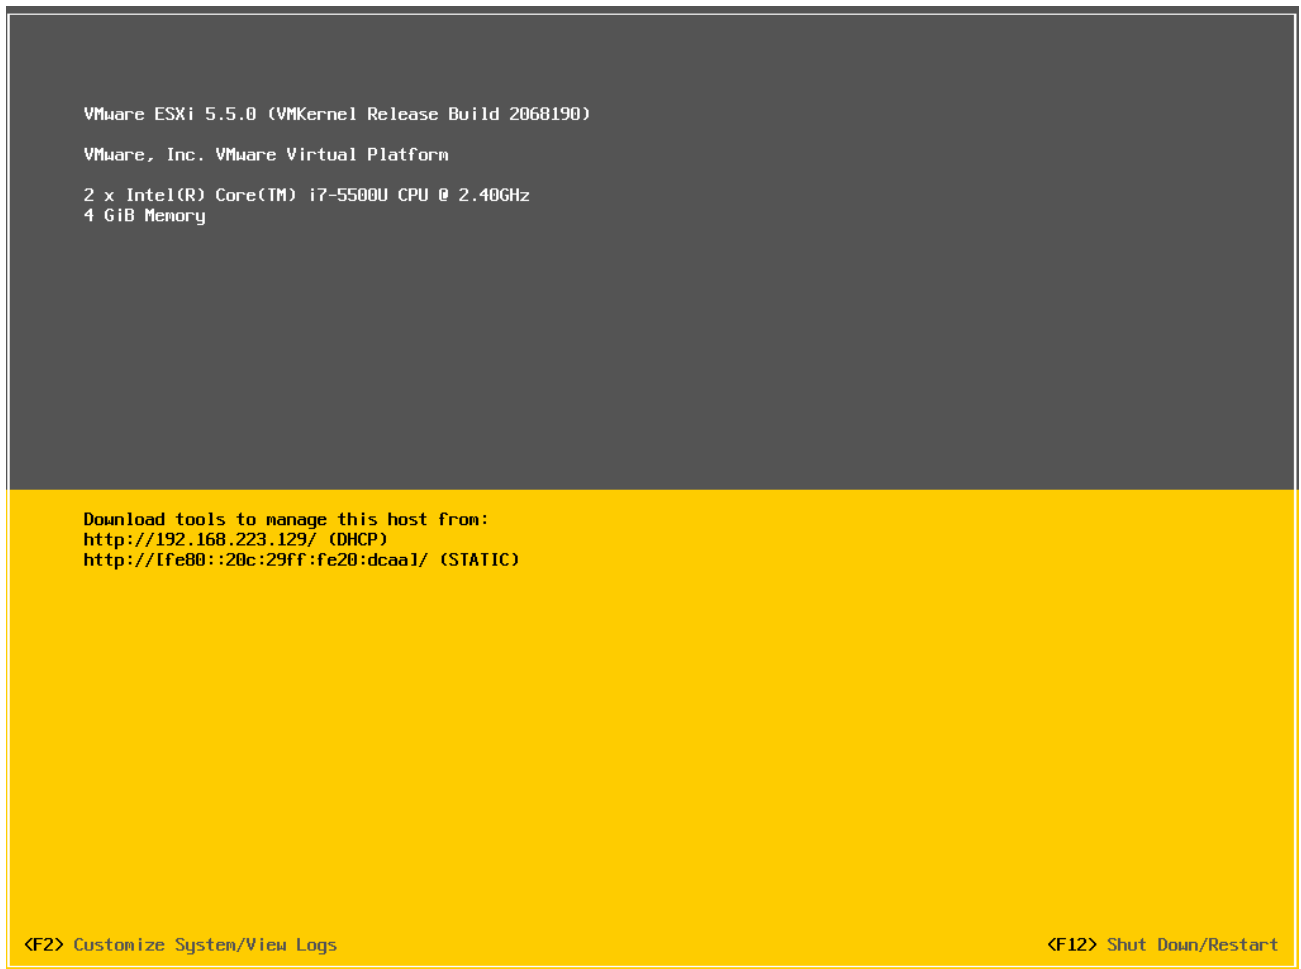 VMware ESXi 5.5.0 (VMKernel Release Build 2068190)
VMware, Inc. VMware Virtual Platform
2 x Intel(R) Core(TM) i7-5500U CPU @ 2.40GHz
4 GiB Memory
Download tools to manage this host from:
http://192.168.223.129/ (DHCP)
http://[fe80::20c:29ff:fe20:dcaa]/ (STATIC)
<F2> Customize System/View Logs
<F12> Shut Down/Restart